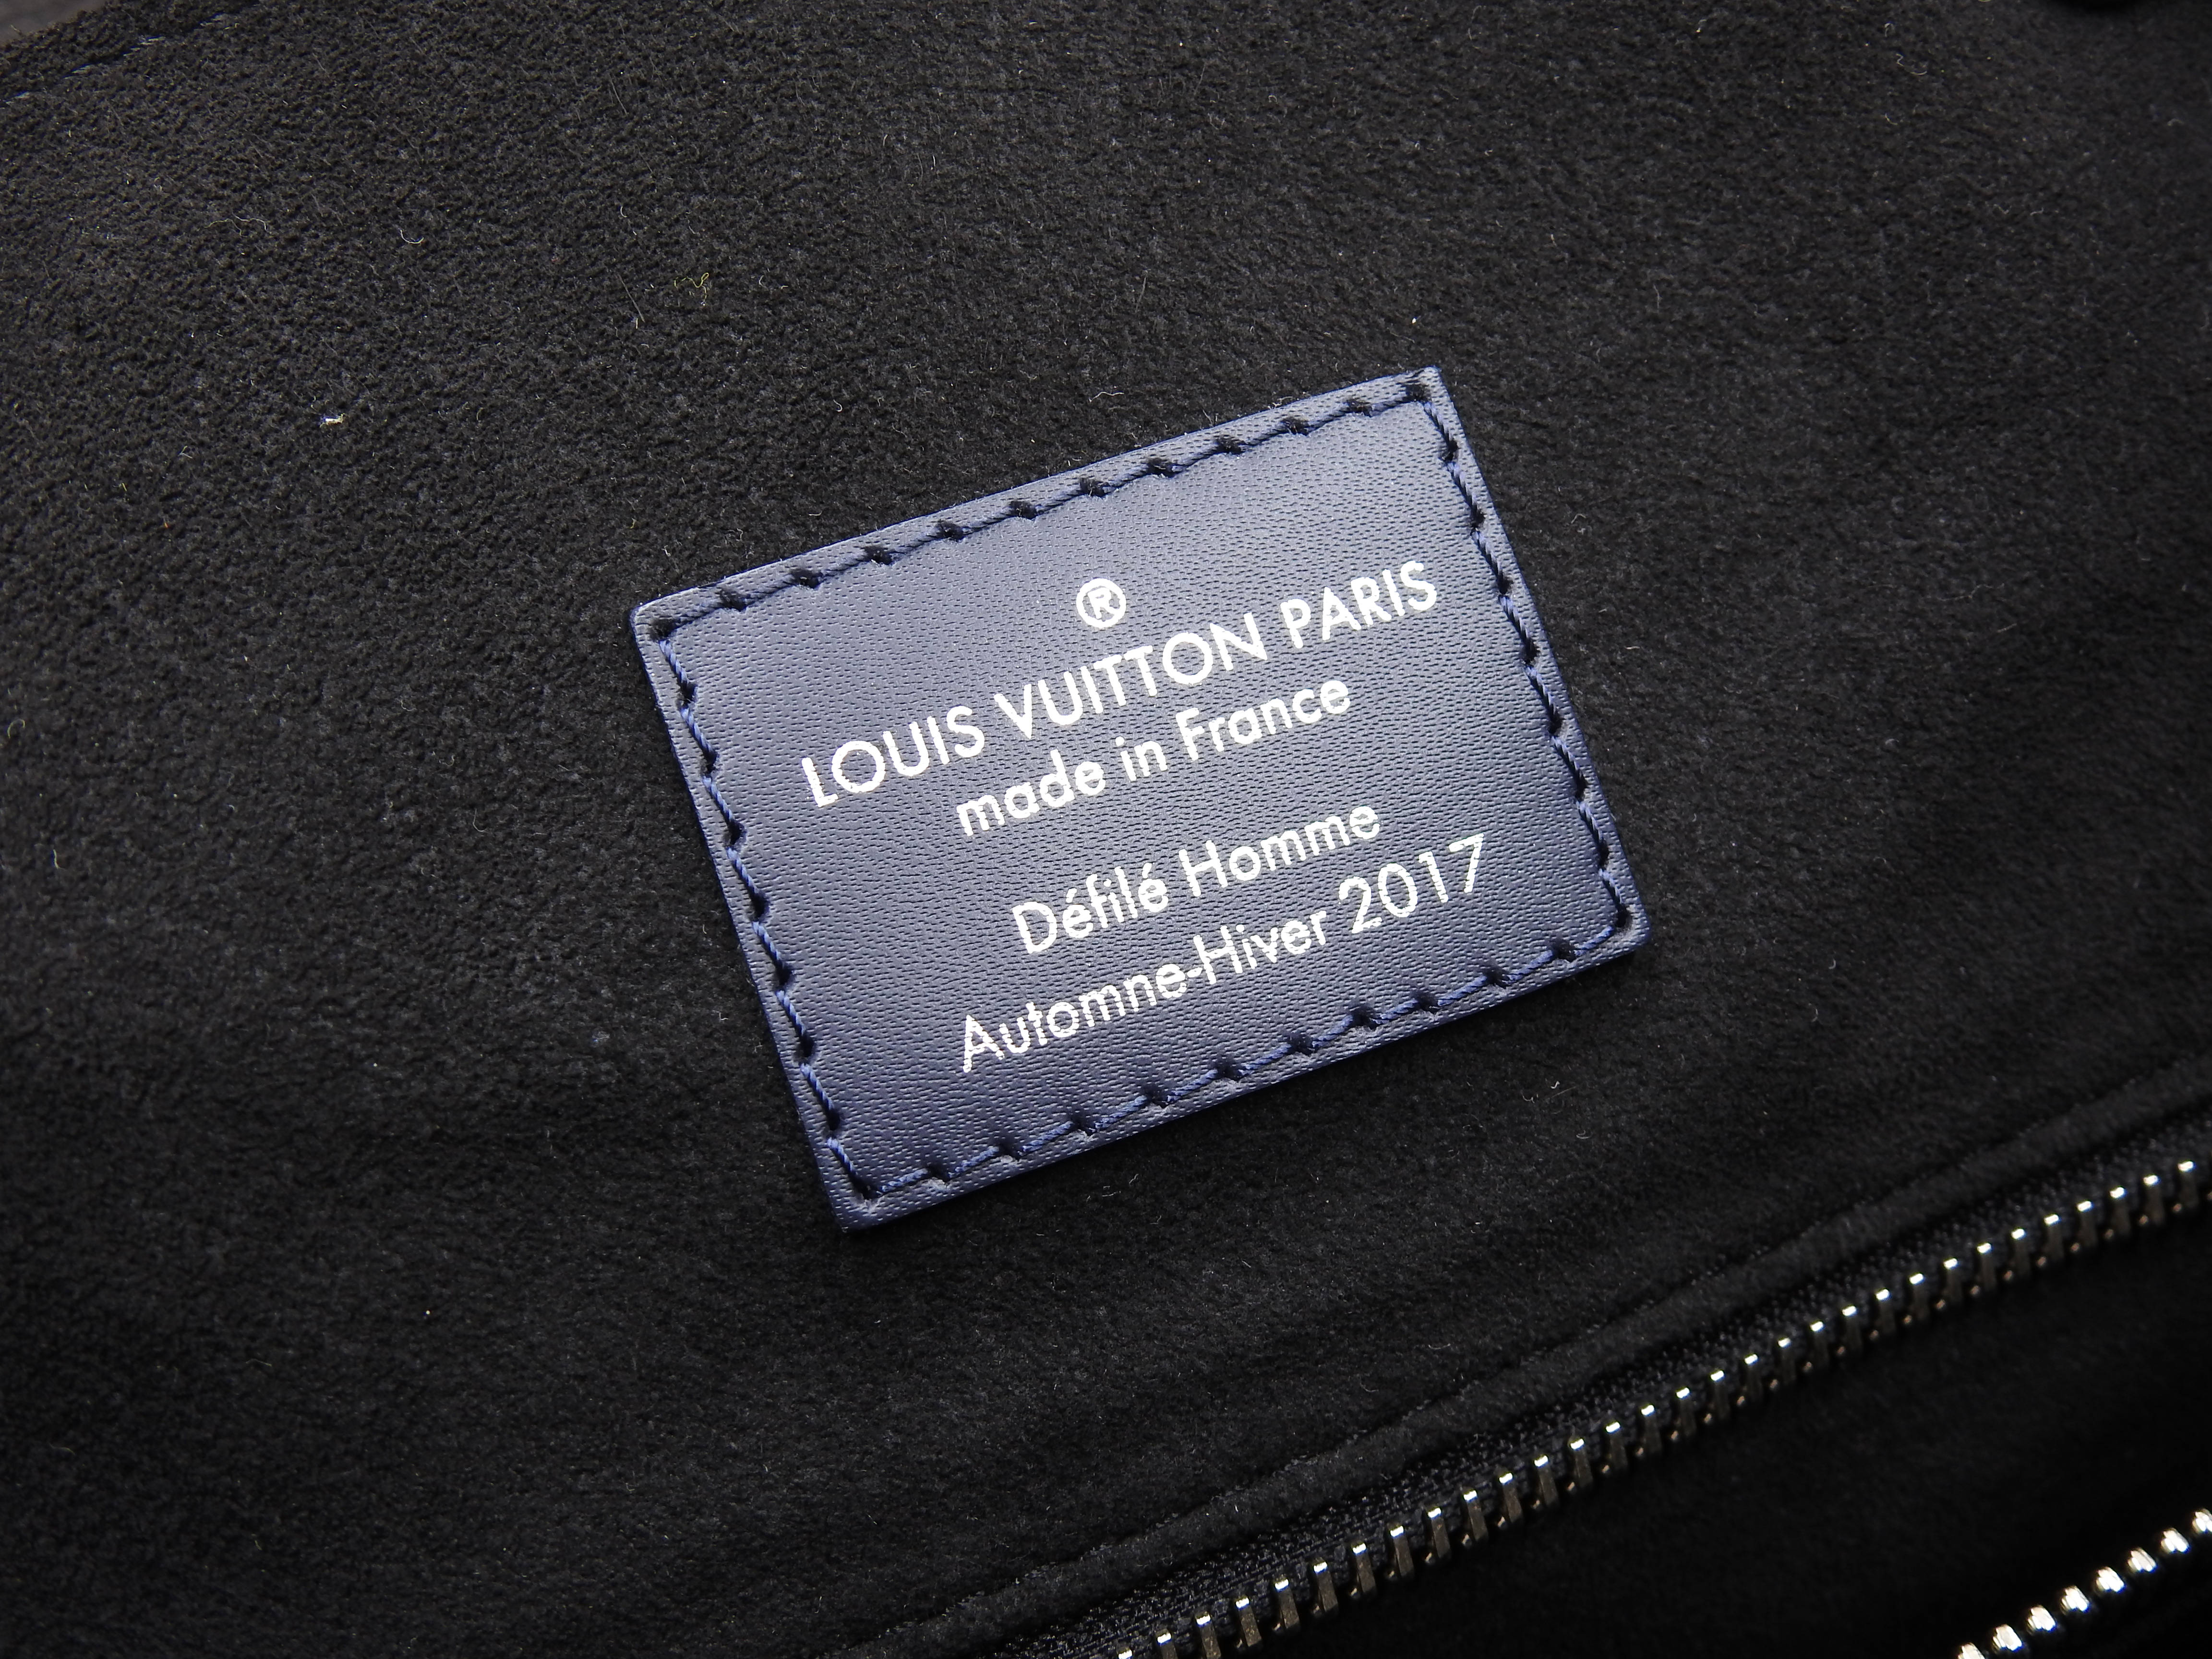 ®
LOUIS VUITTON PARIS
made in France
Défilé Homme
Automne-Hiver 2017